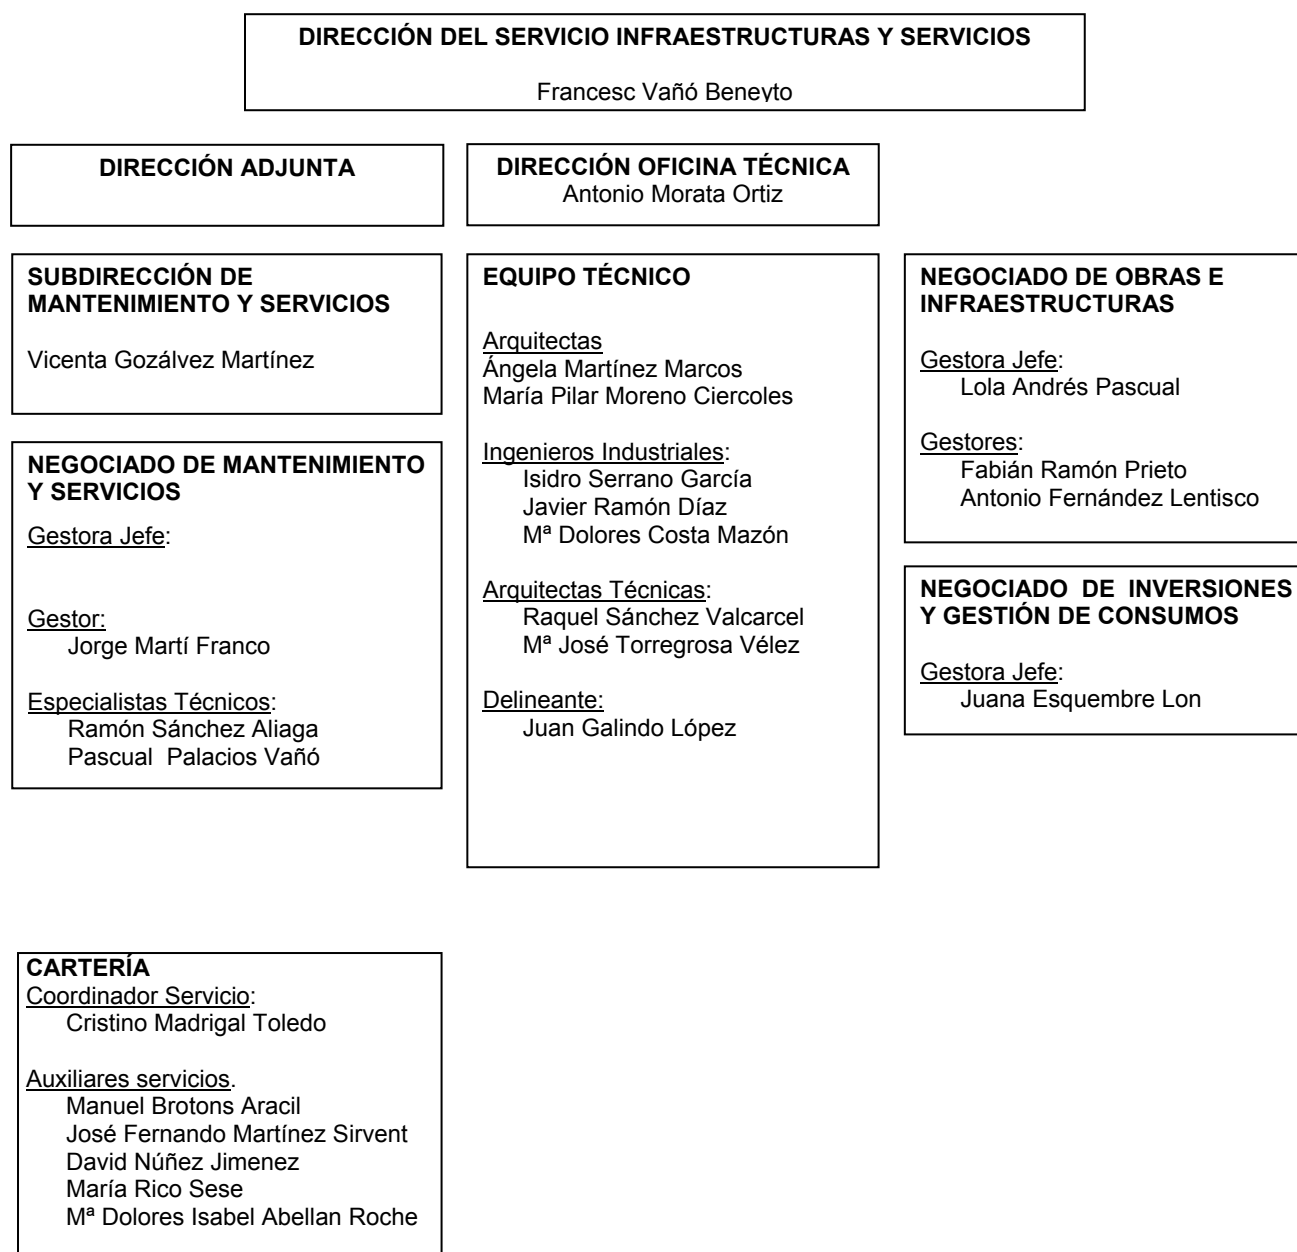 DIRECCIÓN DEL SERVICIO INFRAESTRUCTURAS Y SERVICIOS
Francesc Vañó Beneyto
DIRECCIÓN ADJUNTA
DIRECCIÓN OFICINA TÉCNICA
Antonio Morata Ortiz
SUBDIRECCIÓN DE
MANTENIMIENTO Y SERVICIOS
Vicenta Gozálvez Martínez
NEGOCIADO DE MANTENIMIENTO
Y SERVICIOS
Gestora Jefe:
Gestor:
Jorge Martí Franco
Especialistas Técnicos:
Ramón Sánchez Aliaga
Pascual Palacios Vañó
EQUIPO TÉCNICO
Arquitectas
Ángela Martínez Marcos
María Pilar Moreno Ciercoles
Ingenieros Industriales:
Isidro Serrano García
Javier Ramón Díaz
Mª Dolores Costa Mazón
Arquitectas Técnicas:
Raquel Sánchez Valcarcel
Mª José Torregrosa Vélez
Delineante:
Juan Galindo López
NEGOCIADO DE OBRAS E
INFRAESTRUCTURAS
Gestora Jefe:
Lola Andrés Pascual
Gestores:
Fabián Ramón Prieto
Antonio Fernández Lentisco
NEGOCIADO DE INVERSIONES
Y GESTIÓN DE CONSUMOS
Gestora Jefe:
Juana Esquembre Lon
CARTERÍA
Coordinador Servicio:
Cristino Madrigal Toledo
Auxiliares servicios.
Manuel Brotons Aracil
José Fernando Martínez Sirvent
David Núñez Jimenez
María Rico Sese
Mª Dolores Isabel Abellan Roche